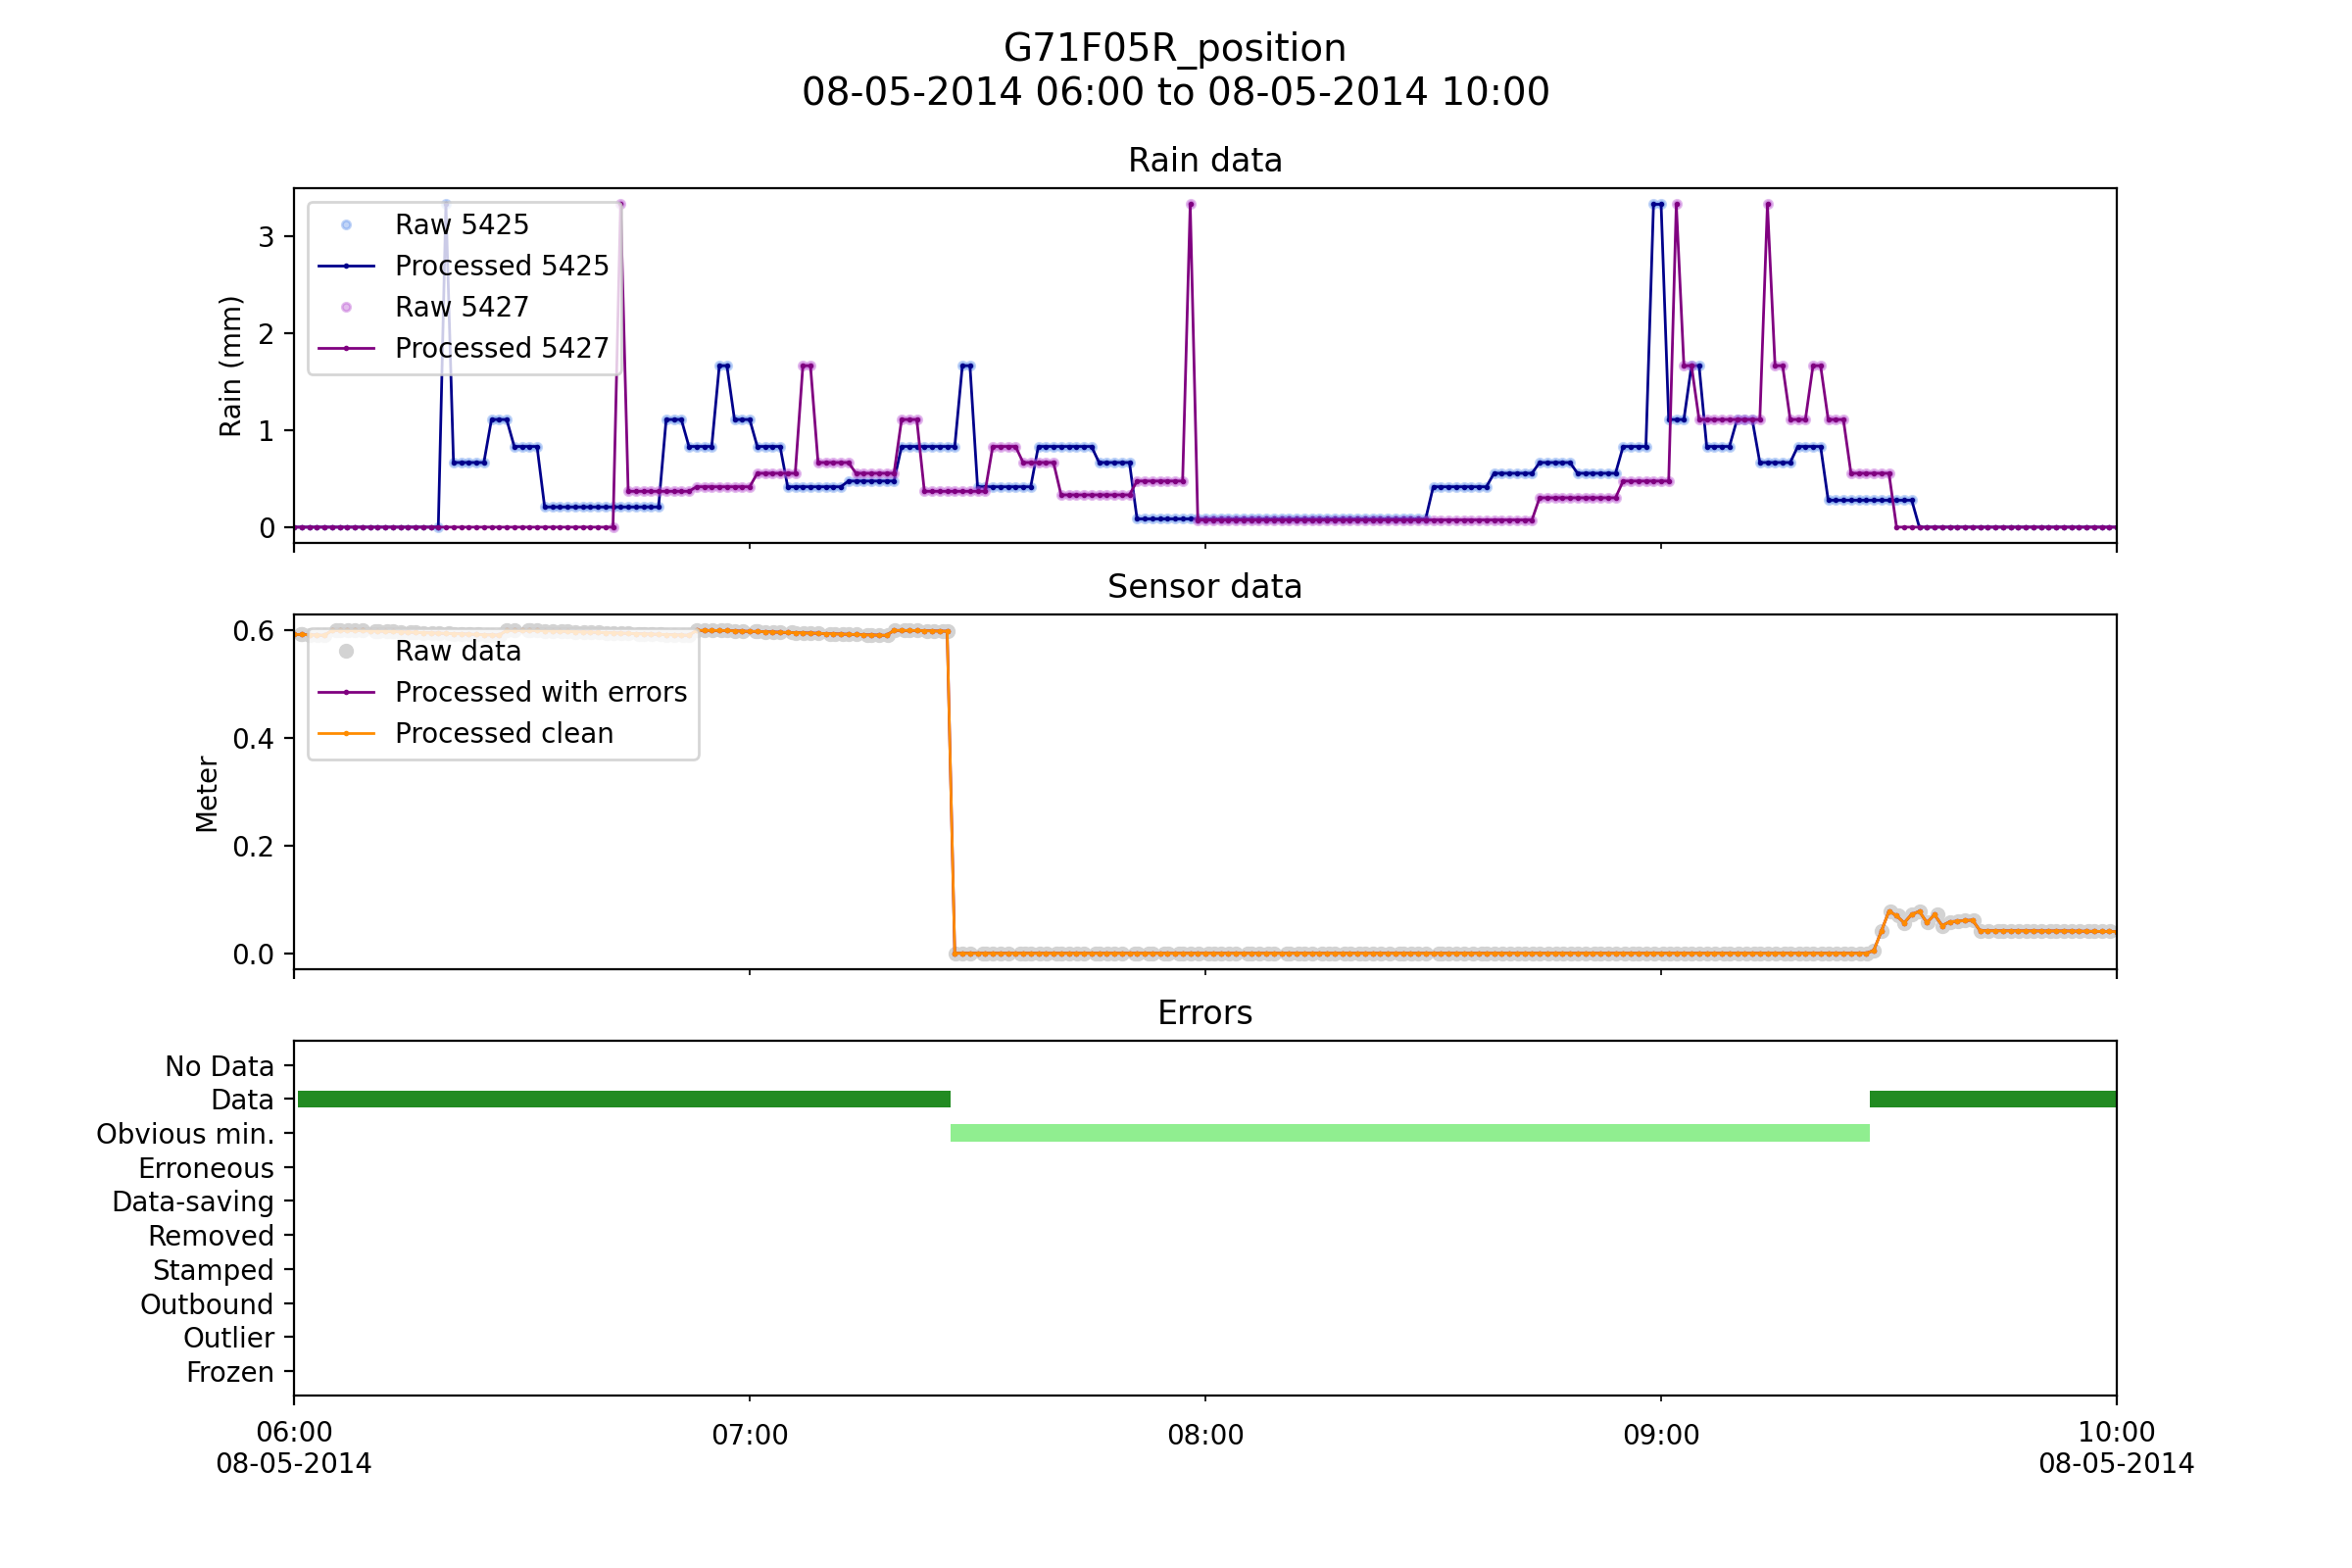 G71F05R_position
08-05-2014 06:00 to 08-05-2014 10:00
Rain data
Rain (mm)
3
2
1
0
Raw 5425
Processed 5425
Raw 5427
Processed 5427
Sensor data
Meter
0.6
0.4
0.2
0.0
Raw data
Processed with errors
Processed clean
Errors
No Data
Data
Obvious min.
Erroneous
Data-saving
Removed
Stamped
Outbound
Outlier
Frozen
06:00
08-05-2014
07:00
08:00
09:00
10:00
08-05-2014